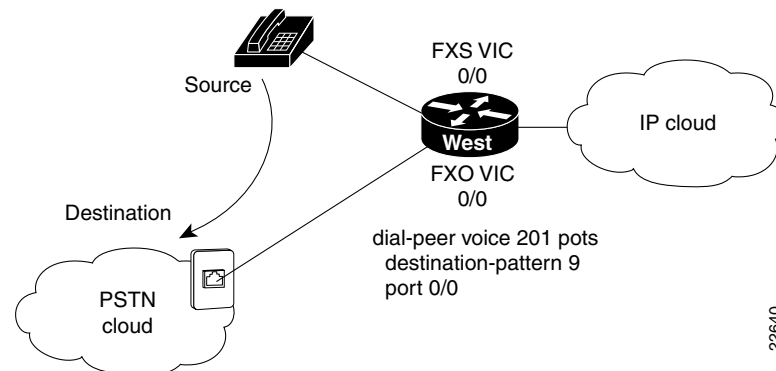 FXS VIC
0/0
Source
West
IP cloud
FXO VIC
0/0
Destination
dial-peer voice 201 pots
destination-pattern 9
port 0/0
PSTN
cloud
22640